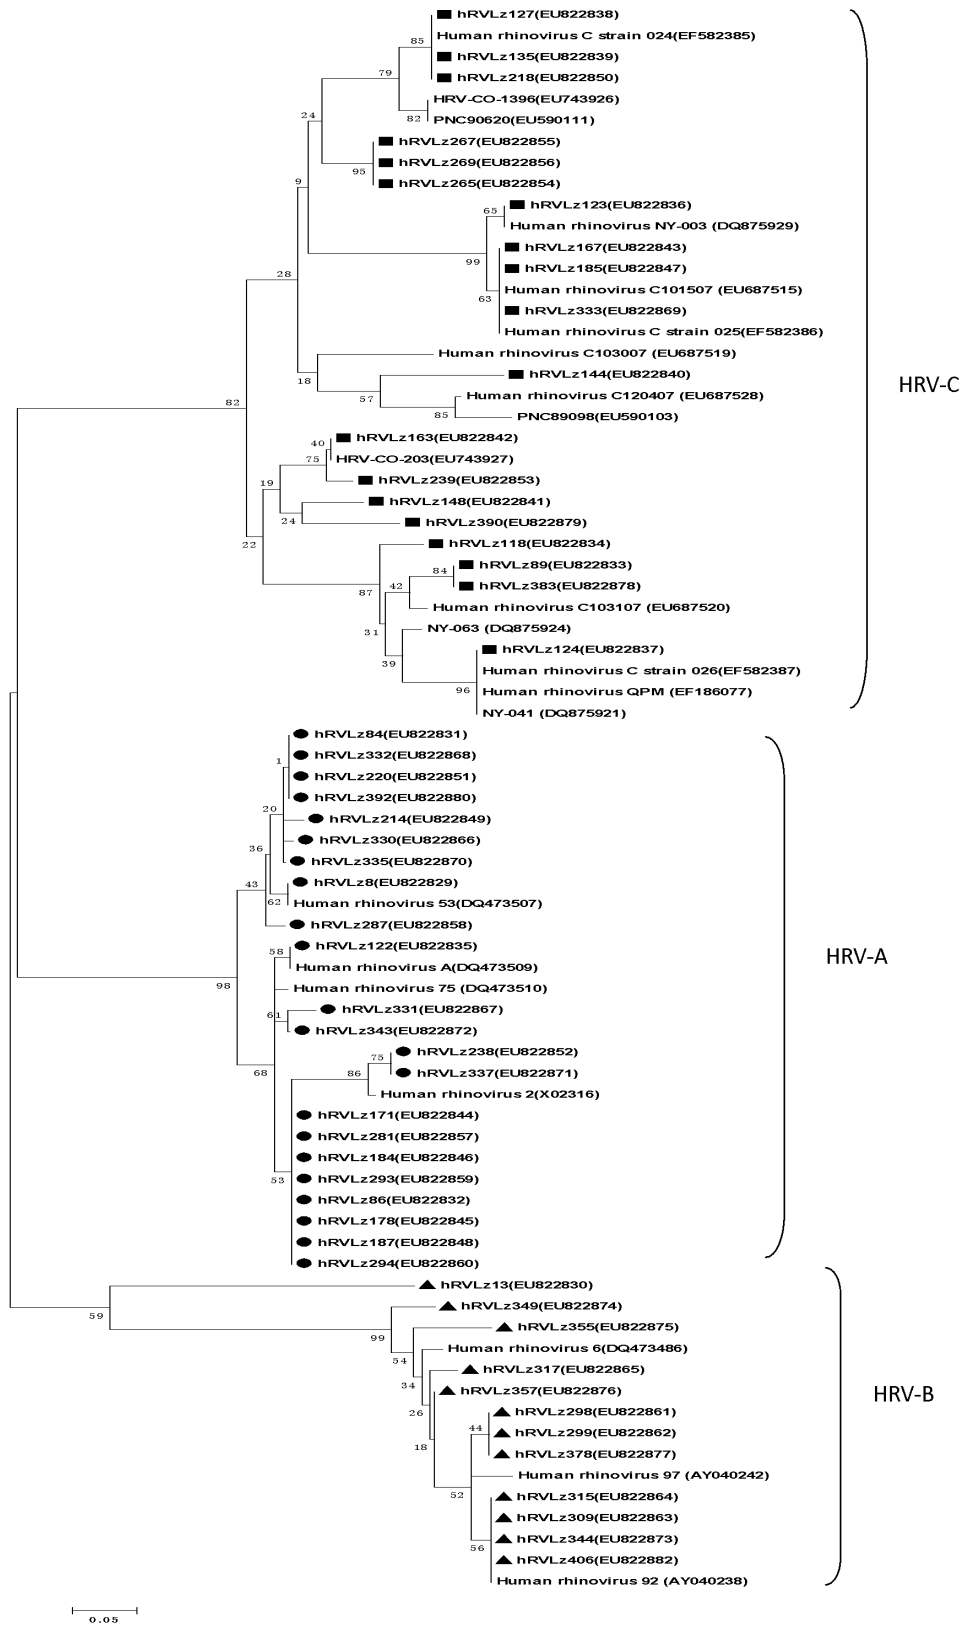 hRVLz127(EU822838)
85
Human rhinovirus C strain 024(EF582385)
hRVLz135(EU822839)
79
hRVLz218(EU822850)
HRV-CO-1396(EU743926)
82
PNC90620(EU590111)
24
hRVLz267(EU822855)
hRVLz269(EU822856)
95
hRVLz265(EU822854)
9
hRVLz123(EU822836)
65
Human rhinovirus NY-003 (DQ875929)
hRVLz167(EU822843)
99
hRVLz185(EU822847)
28
Human rhinovirus C101507 (EU687515)
63
hRVLz333(EU822869)
Human rhinovirus C strain 025(EF582386)
Human rhinovirus C103007 (EU687519)
18
hRVLz144(EU822840)
HRV-C
57
Human rhinovirus C120407 (EU687528)
82
85
PNC89098(EU590103)
hRVLz163(EU822842)
40
75
HRV-CO-203(EU743927)
19
hRVLz239(EU822853)
hRVLz148(EU822841)
24
hRVLz390(EU822879)
22
hRVLz118(EU822834)
hRVLz89(EU822833)
84
87
42
hRVLz383(EU822878)
Human rhinovirus C103107 (EU687520)
31
NY-063 (DQ875924)
39
hRVLz124(EU822837)
Human rhinovirus C strain 026(EF582387)
96
Human rhinovirus QPM (EF186077)
NY-041 (DQ875921)
hRVLz84(EU822831)
1
hRVLz332(EU822868)
hRVLz220(EU822851)
hRVLz392(EU822880)
20
hRVLz214(EU822849)
hRVLz330(EU822866)
36
hRVLz335(EU822870)
43
hRVLz8(EU822829)
62
Human rhinovirus 53(DQ473507)
hRVLz287(EU822858)
hRVLz122(EU822835)
58
HRV-A
Human rhinovirus A(DQ473509)
98
Human rhinovirus 75 (DQ473510)
hRVLz331(EU822867)
61
hRVLz343(EU822872)
hRVLz238(EU822852)
75
68
86
hRVLz337(EU822871)
Human rhinovirus 2(X02316)
hRVLz171(EU822844)
hRVLz281(EU822857)
hRVLz184(EU822846)
53
hRVLz293(EU822859)
hRVLz86(EU822832)
hRVLz178(EU822845)
hRVLz187(EU822848)
hRVLz294(EU822860)
hRVLz13(EU822830)
59
hRVLz349(EU822874)
99
hRVLz355(EU822875)
54
Human rhinovirus 6(DQ473486)
hRVLz317(EU822865)
34
hRVLz357(EU822876)
HRV-B
26
hRVLz298(EU822861)
44
hRVLz299(EU822862)
18
hRVLz378(EU822877)
Human rhinovirus 97 (AY040242)
52
hRVLz315(EU822864)
hRVLz309(EU822863)
hRVLz344(EU822873)
56
hRVLz406(EU822882)
Human rhinovirus 92 (AY040238)
0.05